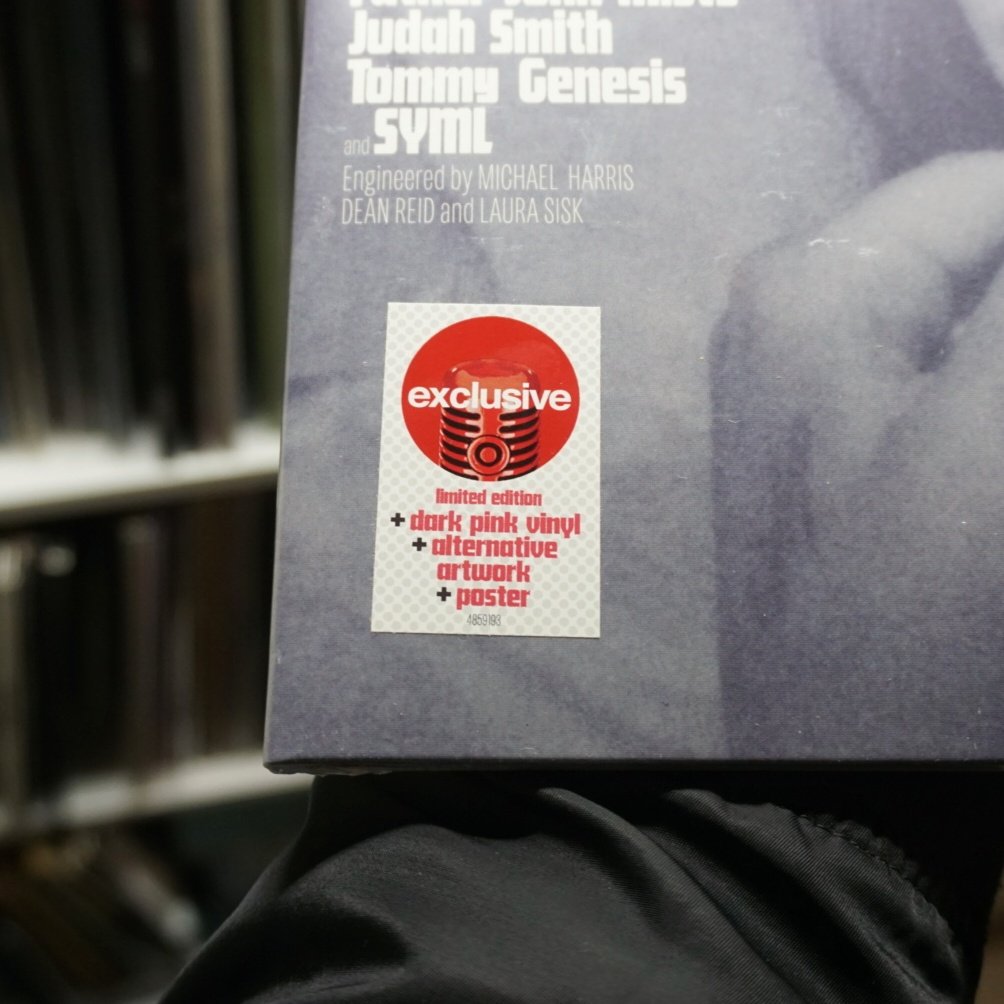 Judah Smith
Tommy Genesis
and SYML
Engineered by MICHAEL HARRIS
DEAN REID and LAURA SISK
exclusive
limited edition
+ dark pink vinyl
+ alternative
artwork
+ poster
4859193